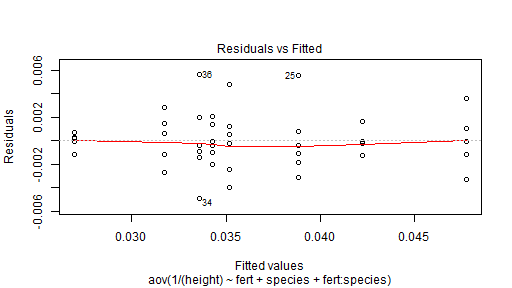 Residuals vs Fitted
Residuals
0.006
0.002
-0.002
-0.006
36
25
34
0.030 0.035 0.040 0.045
Fitted values
aov(1/(height) ~ fert + species + fert:species)